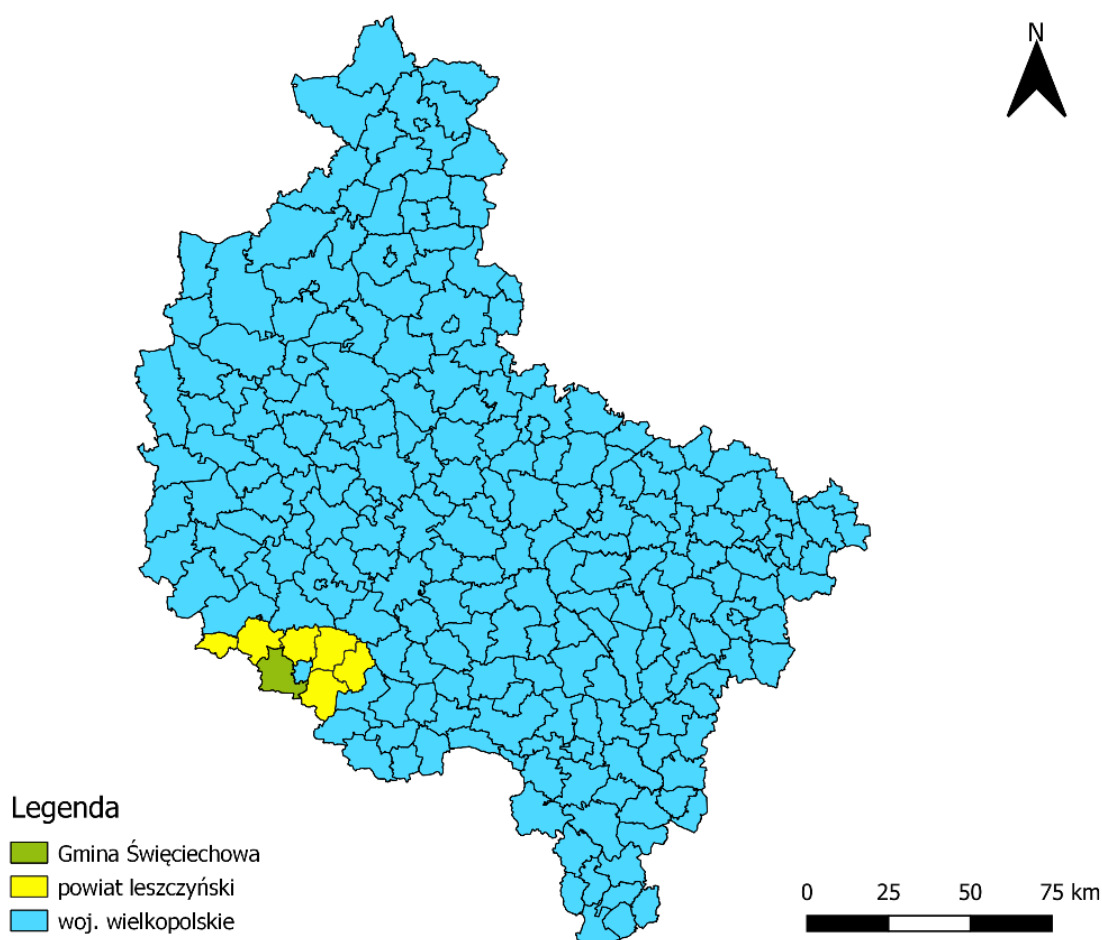 N
Legenda
Gmina Święciechowa
powiat leszczyński
woj. wielkopolskie
0 25 50 75 km